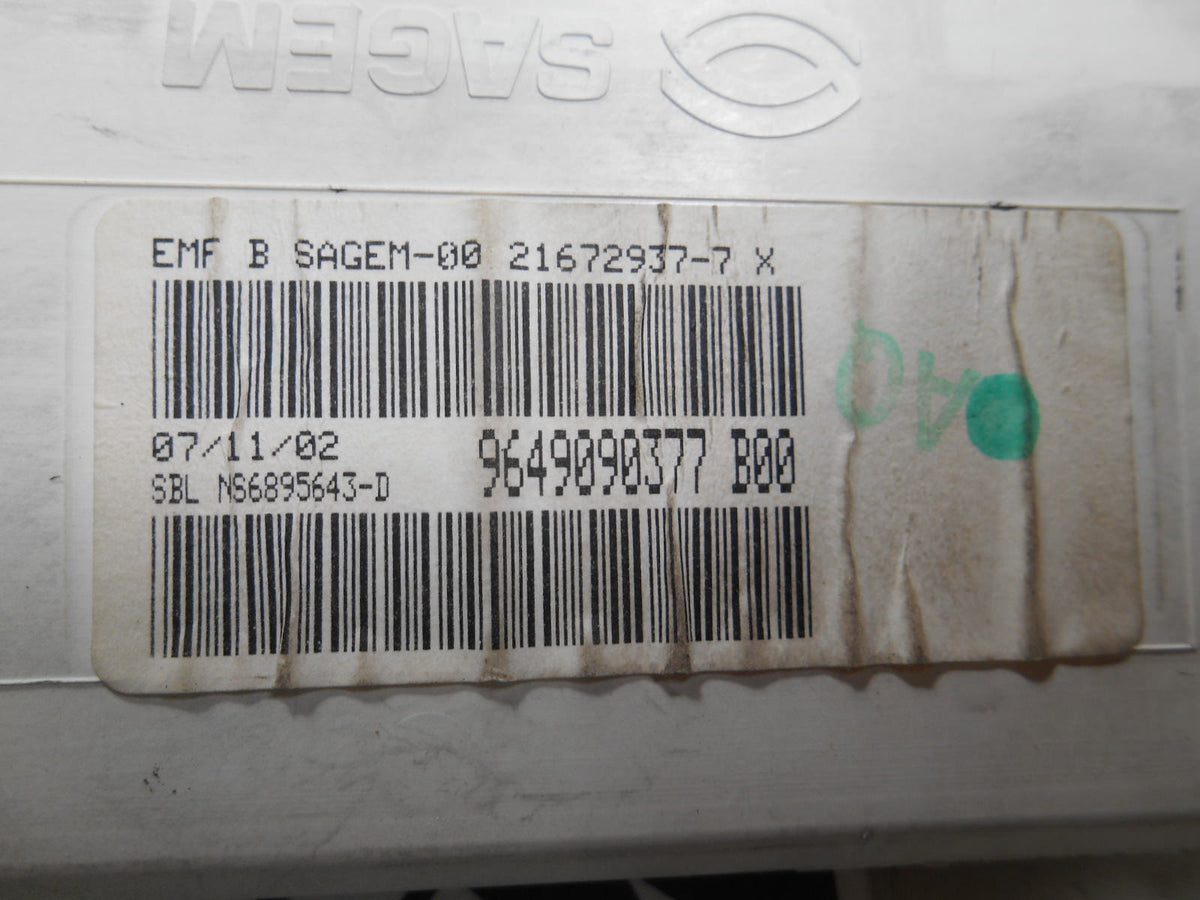 SAGEM
EMF B SAGEM-00 21672937-7 X
07/11/02
9649090377 B00
SBL NS6895643-D